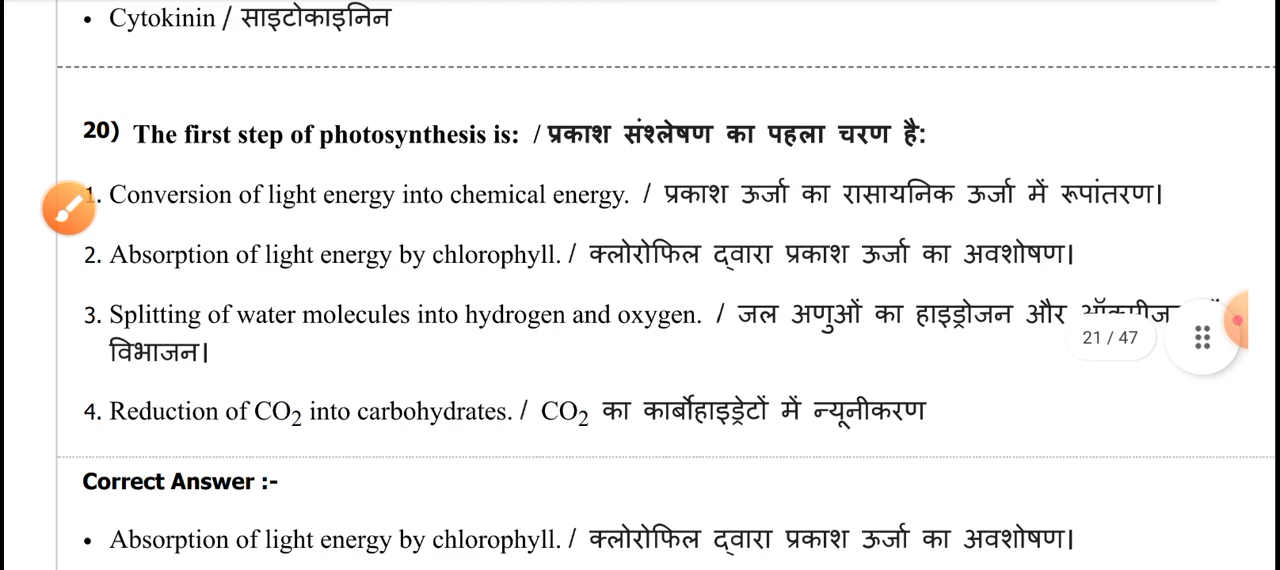 • Cytokinin / साइटोकाइनिन
20) The first step of photosynthesis is: / प्रकाश संश्लेषण का पहला चरण है:
1. Conversion of light energy into chemical energy. / प्रकाश ऊर्जा का रासायनिक ऊर्जा में रूपांतरण।
2. Absorption of light energy by chlorophyll. / क्लोरोफिल द्वारा प्रकाश ऊर्जा का अवशोषण।
3. Splitting of water molecules into hydrogen and oxygen. / जल अणुओं का हाइड्रोजन और
21 / 47
विभाजन।
4. Reduction of CO₂ into carbohydrates. / CO₂ का कार्बोहाइड्रेटों में न्यूनीकरण
Correct Answer :-
• Absorption of light energy by chlorophyll. / क्लोरोफिल द्वारा प्रकाश ऊर्जा का अवशोषण।